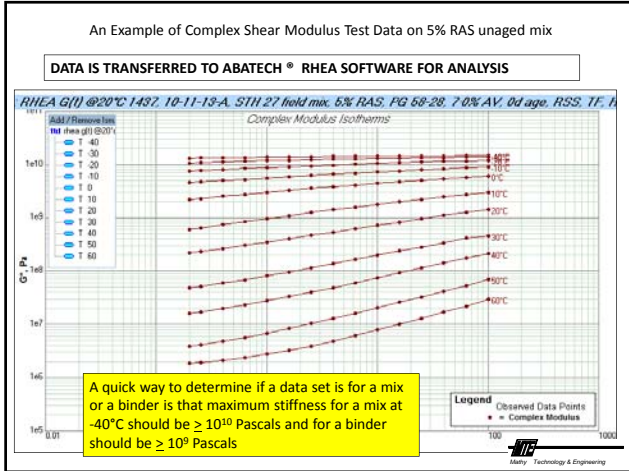 An Example of Complex Shear Modulus Test Data on 5% RAS unaged mix
DATA IS TRANSFERRED TO ABATECH ® RHEA SOFTWARE FOR ANALYSIS
RHEA G(t) @20°C 1437, 10-11-13-A, STH 27 field mix, 5% RAS, PG 58-28, 7.0% AV, 0d age, RSS, TF, H
Complex Modulus Isotherms
Add / Remove Ism
rhea g(t) @20°
T -40
T -30
T -20
T -10
T 0
T 10
T 20
T 30
T 40
T 50
T 60
1e11
1e10
1e9
1e8
1e7
1e6
1e5
G*, Pa
-10°C
0°C
10°C
20°C
30°C
40°C
50°C
60°C
A quick way to determine if a data set is for a mix
or a binder is that maximum stiffness for a mix at
-40°C should be ≥ 10¹⁰ Pascals and for a binder
should be ≥ 10⁹ Pascals
Legend
Observed Data Points
= Complex Modulus
0.01
100
1000
MTE
Mathy Technology & Engineering